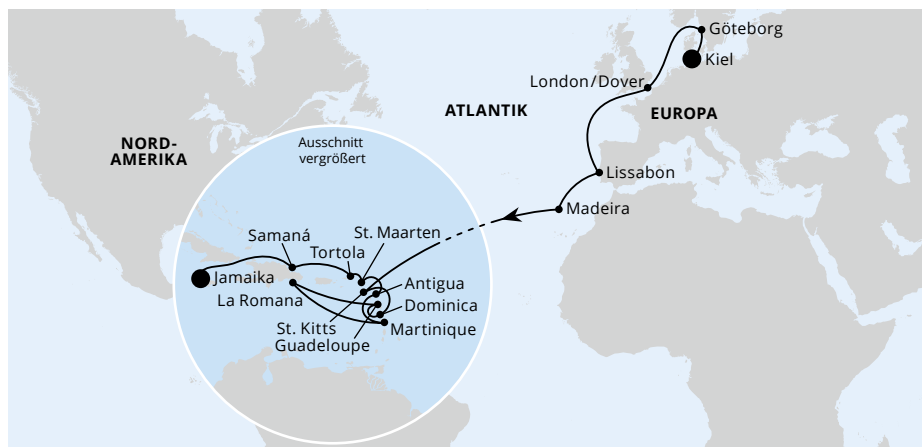 Göteborg
Kiel
London/Dover
ATLANTIK
EUROPA
NORD-
AMERIKA
Ausschnitt
vergrößert
Lissabon
Madeira
St. Maarten
Samaná
Tortola
Jamaika
Antigua
La Romana
Dominica
St. Kitts
Martinique
Guadeloupe